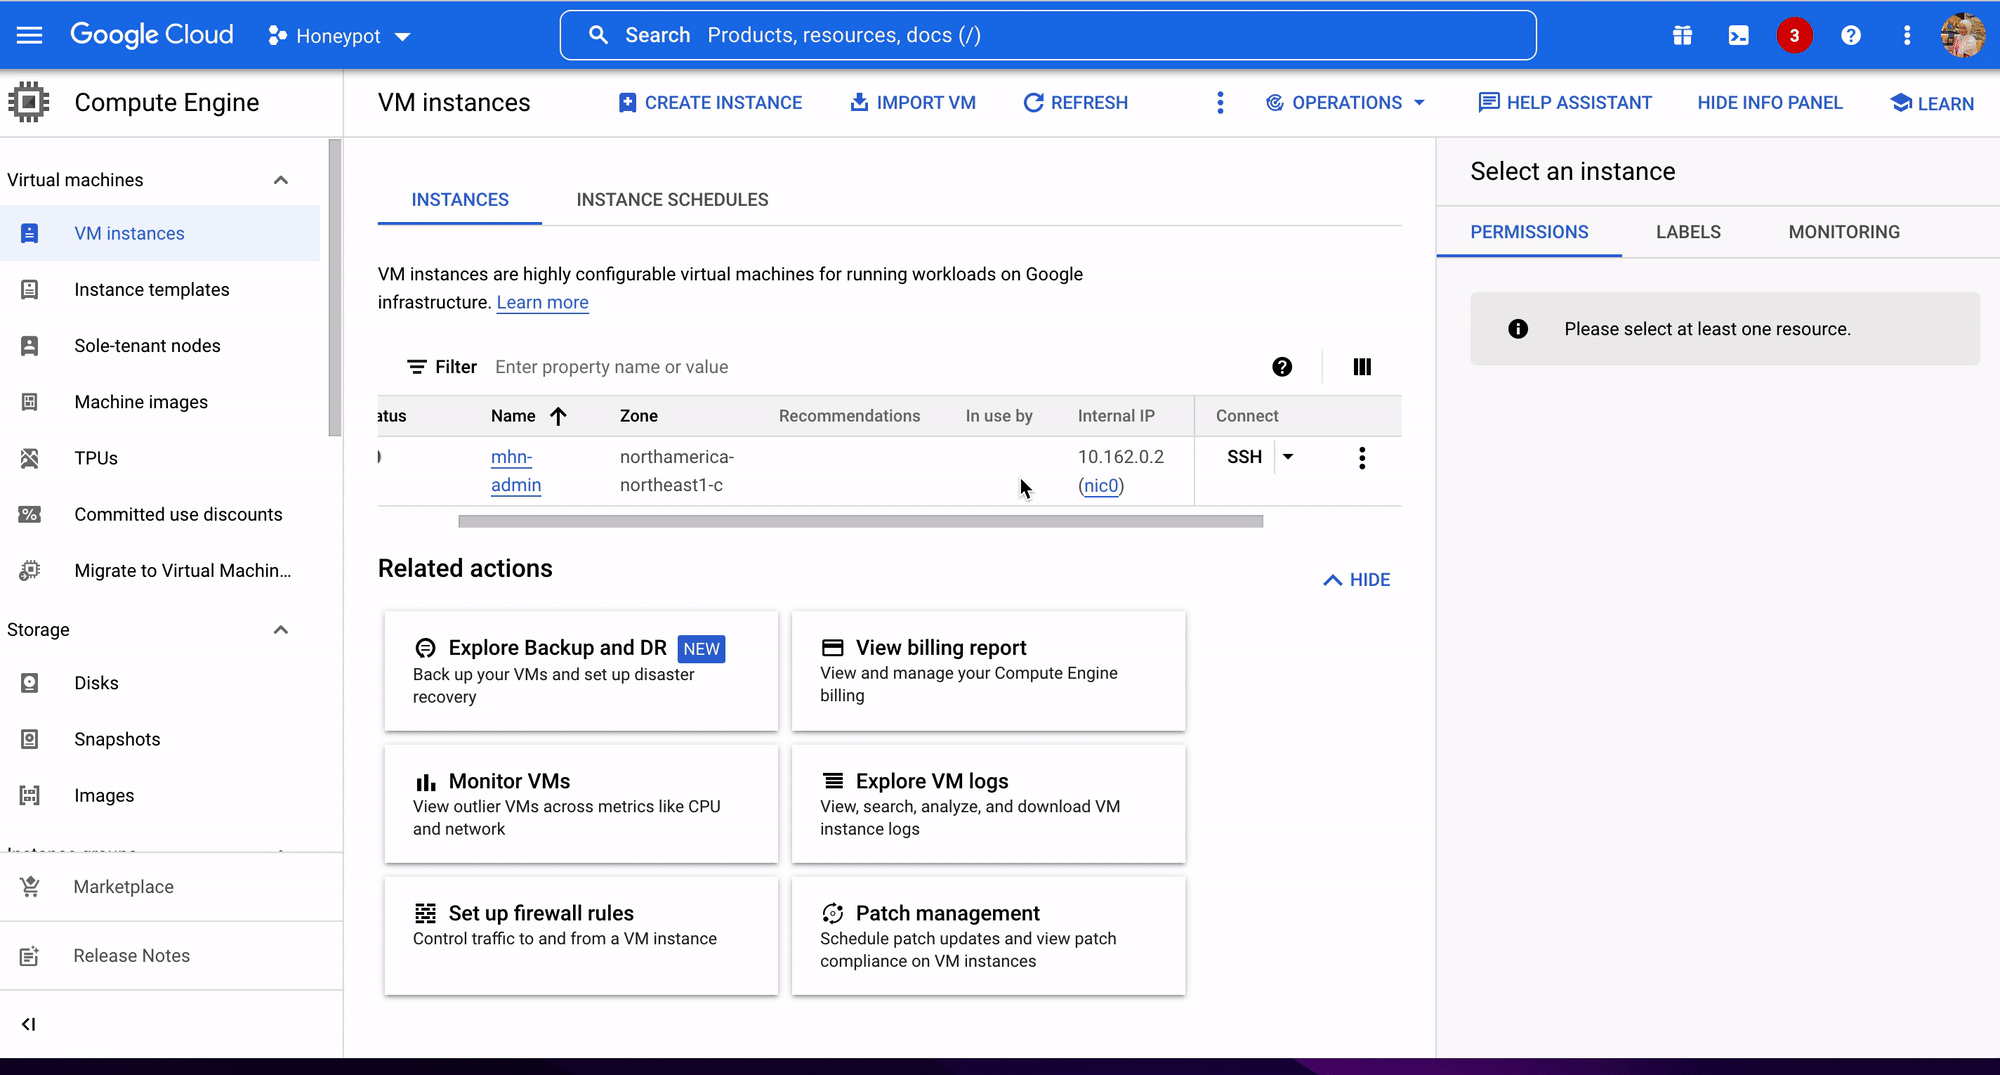 Google Cloud
Honeypot
Search Products, resources, docs (/)
3
Compute Engine
VM instances
CREATE INSTANCE
IMPORT VM
REFRESH
OPERATIONS
HELP ASSISTANT
HIDE INFO PANEL
LEARN
Virtual machines
VM instances
Instance templates
Sole-tenant nodes
Machine images
TPUs
Committed use discounts
Migrate to Virtual Machin...
Storage
Disks
Snapshots
Images
Marketplace
Release Notes
INSTANCES
INSTANCE SCHEDULES
VM instances are highly configurable virtual machines for running workloads on Google
infrastructure. Learn more
Filter Enter property name or value
atus Name Zone Recommendations In use by Internal IP Connect
mhn- northamerica- 10.162.0.2 SSH
admin northeast1-c (nic0)
Related actions
HIDE
Explore Backup and DR NEW
Back up your VMs and set up disaster
recovery
View billing report
View and manage your Compute Engine
billing
Monitor VMs
View outlier VMs across metrics like CPU
and network
Explore VM logs
View, search, analyze, and download VM
instance logs
Set up firewall rules
Control traffic to and from a VM instance
Patch management
Schedule patch updates and view patch
compliance on VM instances
Select an instance
PERMISSIONS
LABELS
MONITORING
Please select at least one resource.